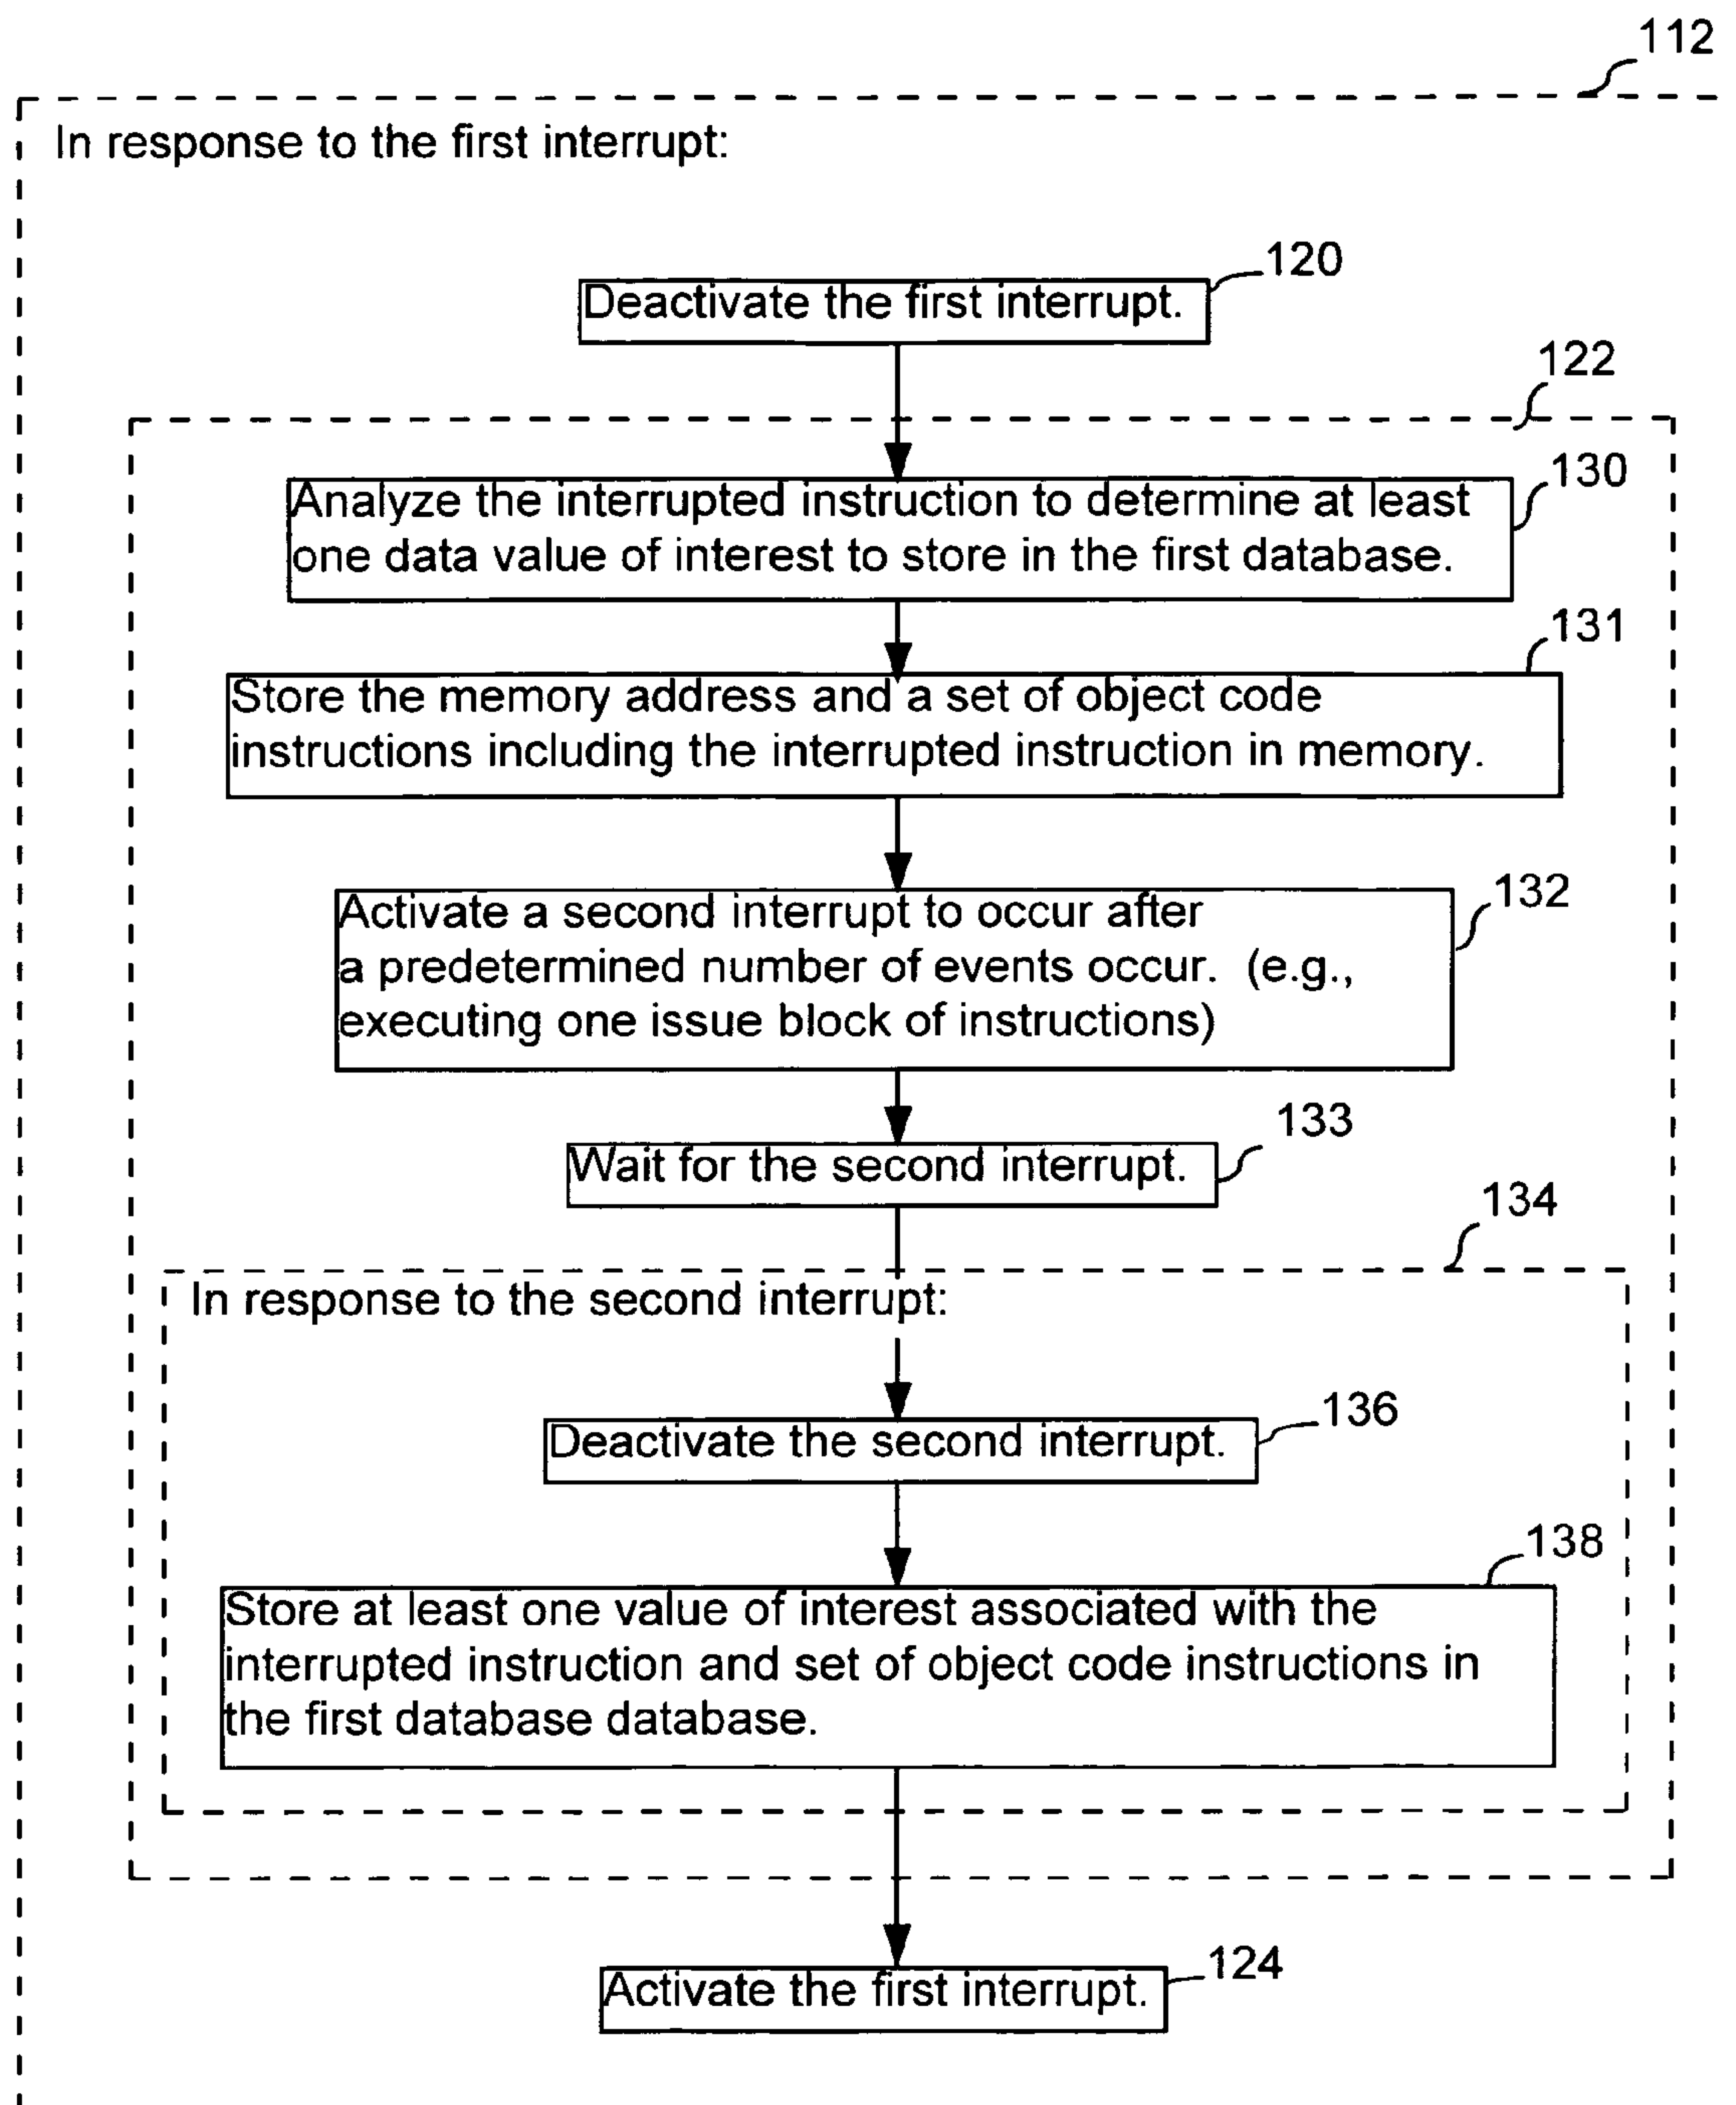 112
In response to the first interrupt:
120
Deactivate the first interrupt.
122
130
Analyze the interrupted instruction to determine at least
one data value of interest to store in the first database.
131
Store the memory address and a set of object code
instructions including the interrupted instruction in memory.
132
Activate a second interrupt to occur after
a predetermined number of events occur. (e.g.,
executing one issue block of instructions)
133
Wait for the second interrupt.
134
In response to the second interrupt:
136
Deactivate the second interrupt.
138
Store at least one value of interest associated with the
interrupted instruction and set of object code instructions in
the first database database.
124
Activate the first interrupt.